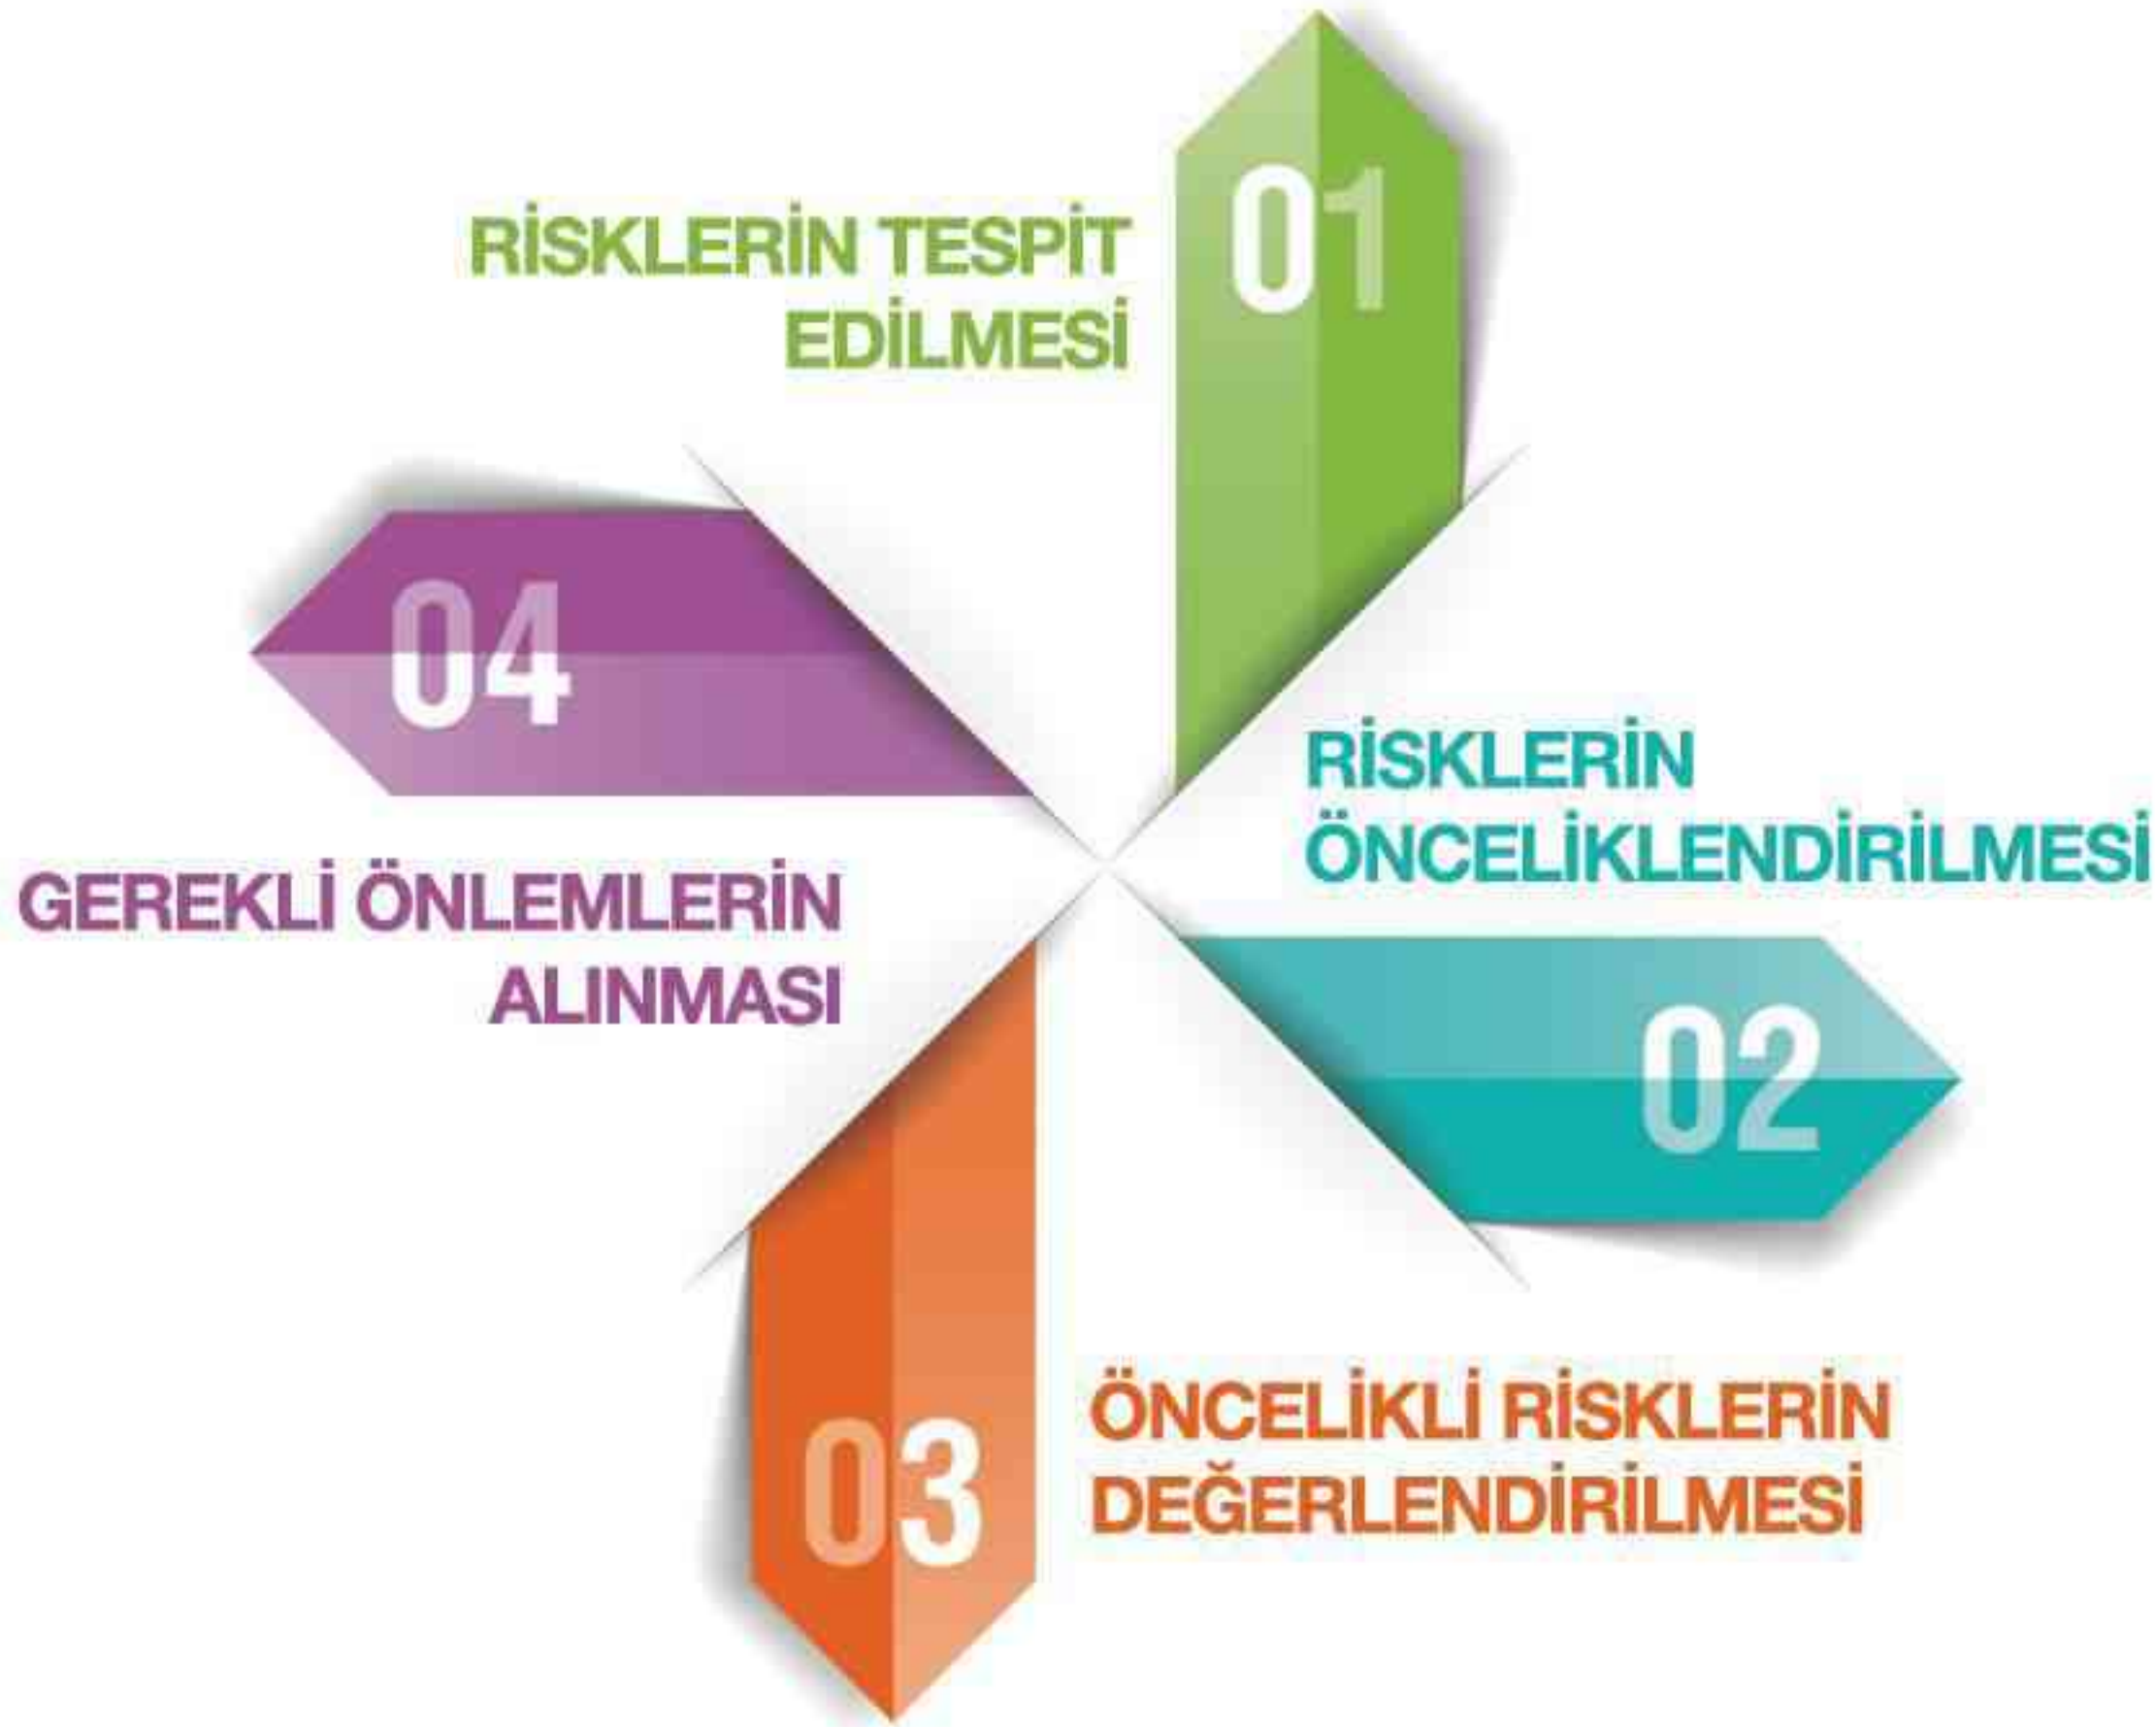 01
RİSKLERİN TESPİT
EDİLMESİ
02
RİSKLERİN
ÖNCELİKLENDİRİLMESİ
03
ÖNCELİKLİ RİSKLERİN
DEĞERLENDİRİLMESİ
04
GEREKLİ ÖNLEMLERİN
ALINMASI